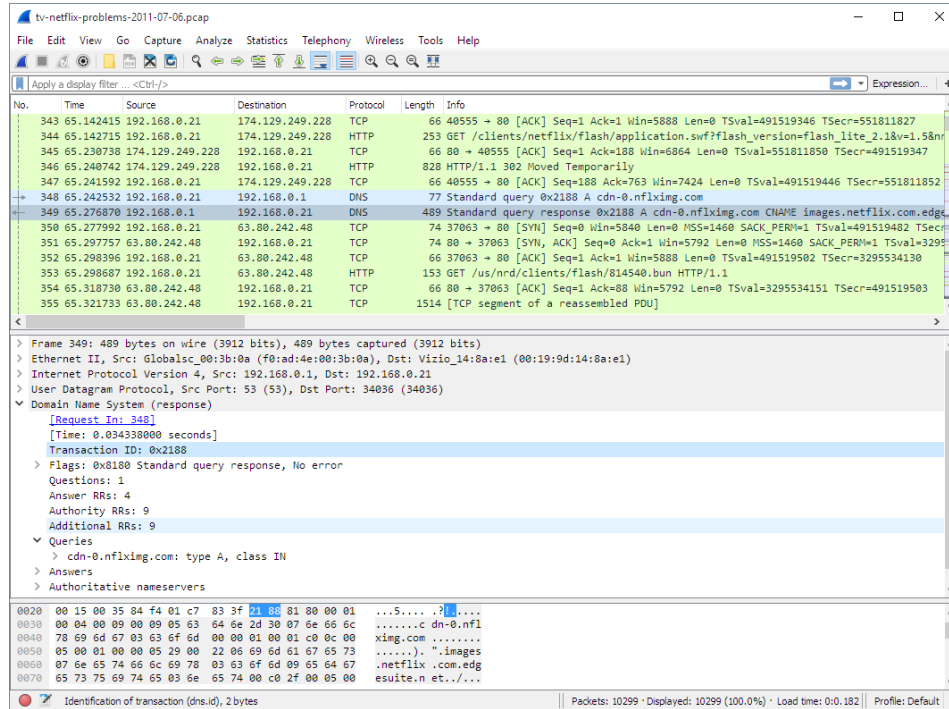 tv-netflix-problems-2011-07-06.pcap
File Edit View Go Capture Analyze Statistics Telephony Wireless Tools Help
Apply a display filter ... <Ctrl-/>
Expression...
No. Time Source Destination Protocol Length Info
343 65.142415 192.168.0.21 174.129.249.228 TCP 66 40555 → 80 [ACK] Seq=1 Ack=1 Win=5888 Len=0 TSval=491519346 TSecr=551811827
344 65.142715 192.168.0.21 174.129.249.228 HTTP 253 GET /clients/netflix/flash/application.swf?flash_version=flash_lite_2.1&v=1.5&nr
345 65.230738 174.129.249.228 192.168.0.21 TCP 66 80 → 40555 [ACK] Seq=1 Ack=188 Win=6864 Len=0 TSval=551811850 TSecr=491519347
346 65.240742 174.129.249.228 192.168.0.21 HTTP 828 HTTP/1.1 302 Moved Temporarily
347 65.241592 192.168.0.21 174.129.249.228 TCP 66 40555 → 80 [ACK] Seq=188 Ack=763 Win=7424 Len=0 TSval=491519446 TSecr=551811852
348 65.242532 192.168.0.21 192.168.0.1 DNS 77 Standard query 0x2188 A cdn-0.nflximg.com
349 65.276870 192.168.0.1 192.168.0.21 DNS 489 Standard query response 0x2188 A cdn-0.nflximg.com CNAME images.netflix.com.edge
350 65.277992 192.168.0.21 63.80.242.48 TCP 74 37063 → 80 [SYN] Seq=0 Win=5840 Len=0 MSS=1460 SACK_PERM=1 TSval=491519482 TSecr
351 65.297757 63.80.242.48 192.168.0.21 TCP 74 80 → 37063 [SYN, ACK] Seq=0 Ack=1 Win=5792 Len=0 MSS=1460 SACK_PERM=1 TSval=3295
352 65.298396 192.168.0.21 63.80.242.48 TCP 66 37063 → 80 [ACK] Seq=1 Ack=1 Win=5888 Len=0 TSval=491519502 TSecr=3295534130
353 65.298687 192.168.0.21 63.80.242.48 HTTP 153 GET /us/nrd/clients/flash/814540.bun HTTP/1.1
354 65.318730 63.80.242.48 192.168.0.21 TCP 66 80 → 37063 [ACK] Seq=1 Ack=88 Win=5792 Len=0 TSval=3295534151 TSecr=491519503
355 65.321733 63.80.242.48 192.168.0.21 TCP 1514 [TCP segment of a reassembled PDU]
Frame 349: 489 bytes on wire (3912 bits), 489 bytes captured (3912 bits)
Ethernet II, Src: Globalsc_00:3b:0a (f0:ad:4e:00:3b:0a), Dst: Vizio_14:8a:e1 (00:19:9d:14:8a:e1)
Internet Protocol Version 4, Src: 192.168.0.1, Dst: 192.168.0.21
User Datagram Protocol, Src Port: 53 (53), Dst Port: 34036 (34036)
Domain Name System (response)
[Request In: 348]
[Time: 0.034338000 seconds]
Transaction ID: 0x2188
Flags: 0x8180 Standard query response, No error
Questions: 1
Answer RRs: 4
Authority RRs: 9
Additional RRs: 9
Queries
cdn-0.nflximg.com: type A, class IN
Answers
Authoritative nameservers
0020 00 15 00 35 84 f4 01 c7 83 3f 21 88 81 80 00 01 ...5.... .?!.....
0030 00 04 00 09 00 09 05 63 64 6e 2d 30 07 6e 66 6c .......c dn-0.nfl
0040 78 69 6d 67 03 63 6f 6d 00 00 01 00 01 c0 0c 00 ximg.com ........
0050 05 00 01 00 00 05 29 00 22 06 69 6d 61 67 65 73 ......). ".images
0060 07 6e 65 74 66 6c 69 78 03 63 6f 6d 09 65 64 67 .netflix .com.edg
0070 65 73 75 69 74 65 03 6e 65 74 00 c0 2f 00 05 00 esuite.n et../...
Identification of transaction (dns.id), 2 bytes
Packets: 10299 · Displayed: 10299 (100.0%) · Load time: 0:0.182
Profile: Default